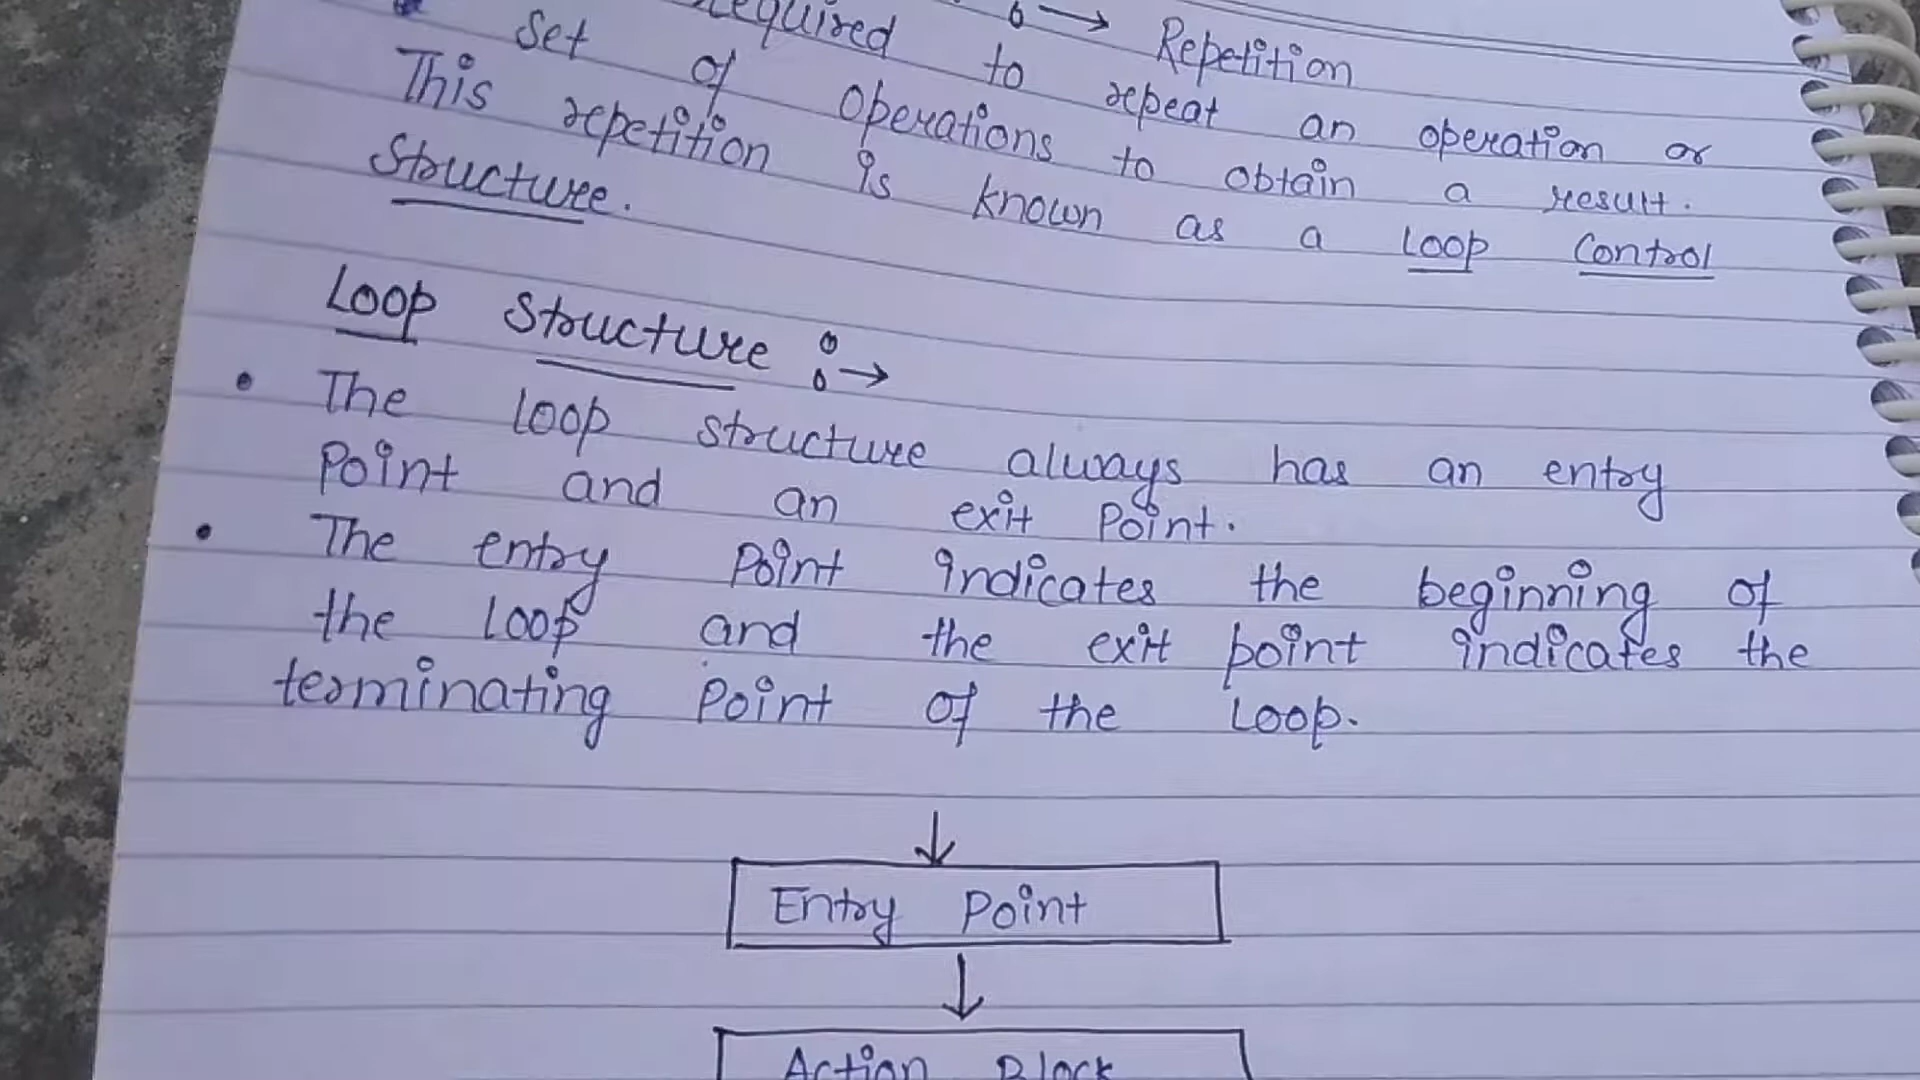 : → Repetition
required to repeat an operation or
set of operations to obtain a result.
This repetition is known as a Loop Control
Structure.
Loop Structure :→
• The loop structure always has an entry
Point and an exit Point.
• The entry Point indicates the beginning of
the loop and the exit point indicates the
terminating Point of the Loop.
Entry Point
Action Block